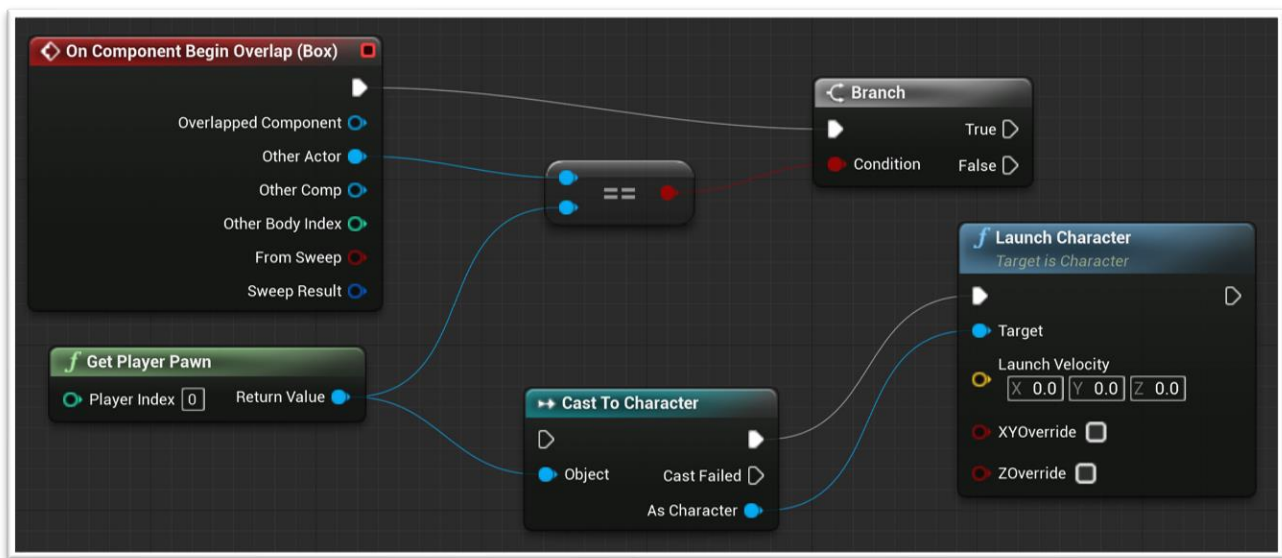 On Component Begin Overlap (Box)
Overlapped Component
Other Actor
Other Comp
Other Body Index
From Sweep
Sweep Result
Get Player Pawn
Player Index 0 Return Value
==
Branch
True
Condition False
Cast To Character
Object Cast Failed
As Character
Launch Character
Target is Character
Target
Launch Velocity
X 0.0 Y 0.0 Z 0.0
XYOverride
ZOverride